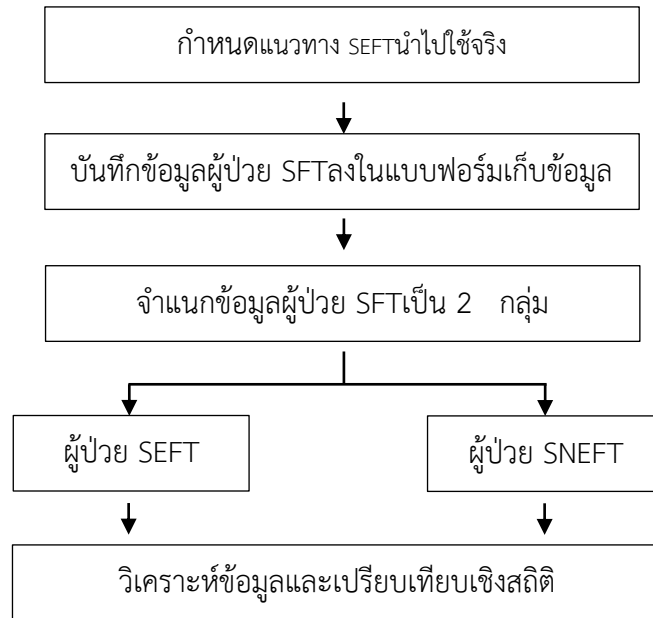 กำหนดแนวทาง SEFTนำไปใช้จริง
บันทึกข้อมูลผู้ป่วย SFTลงในแบบฟอร์มเก็บข้อมูล
จำแนกข้อมูลผู้ป่วย SFTเป็น 2 กลุ่ม
ผู้ป่วย SEFT
ผู้ป่วย SNEFT
วิเคราะห์ข้อมูลและเปรียบเทียบเชิงสถิติ